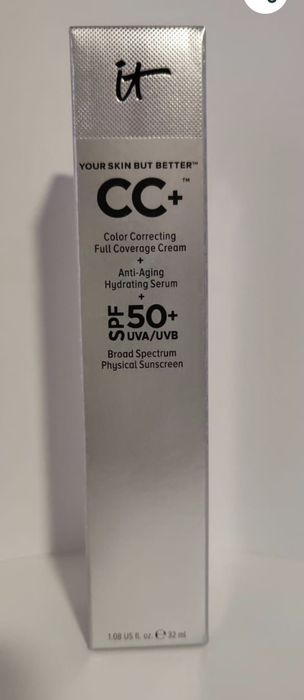 it
YOUR SKIN BUT BETTER™
CC+™
Color Correcting
Full Coverage Cream
+
Anti-Aging
Hydrating Serum
+
SPF 50+
UVA/UVB
Broad Spectrum
Physical Sunscreen
1.08 US fl. oz. ℮ 32 ml